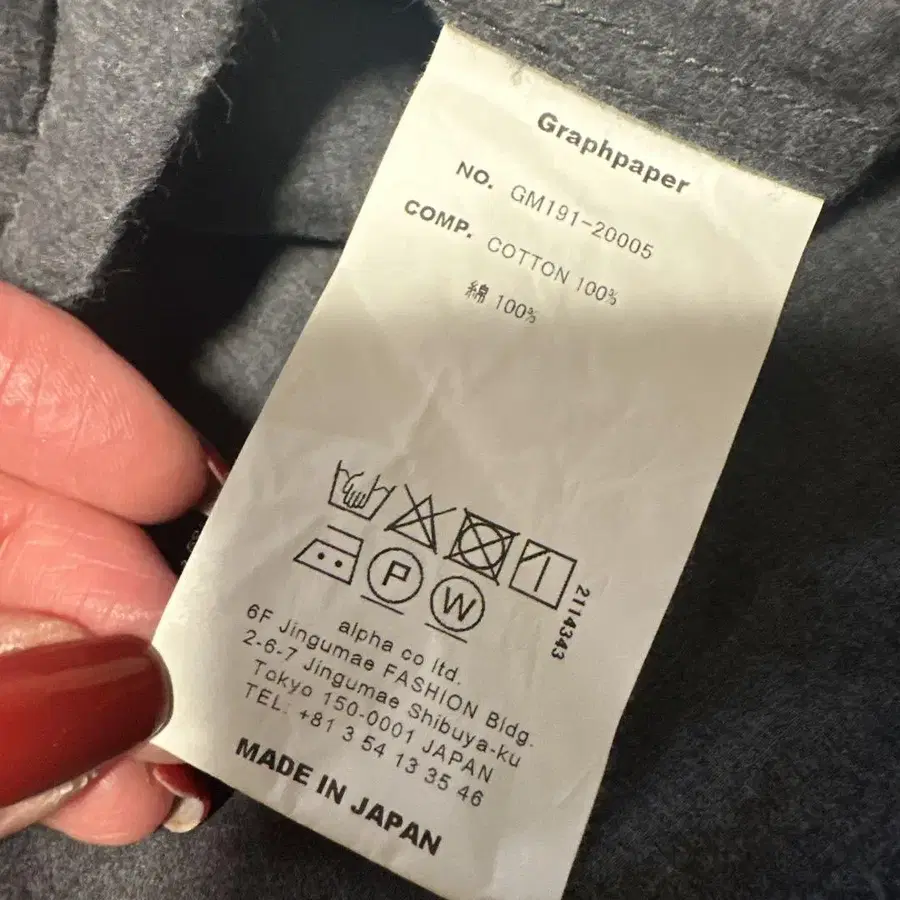 Graphpaper
NO. GM191-20005
COMP. COTTON 100%
綿 100%
P
W
2114343
alpha co ltd.
6F Jingumae FASHION Bldg.
2-6-7 Jingumae Shibuya-ku
Tokyo 150-0001 JAPAN
TEL: +81 3 54 13 35 46
MADE IN JAPAN